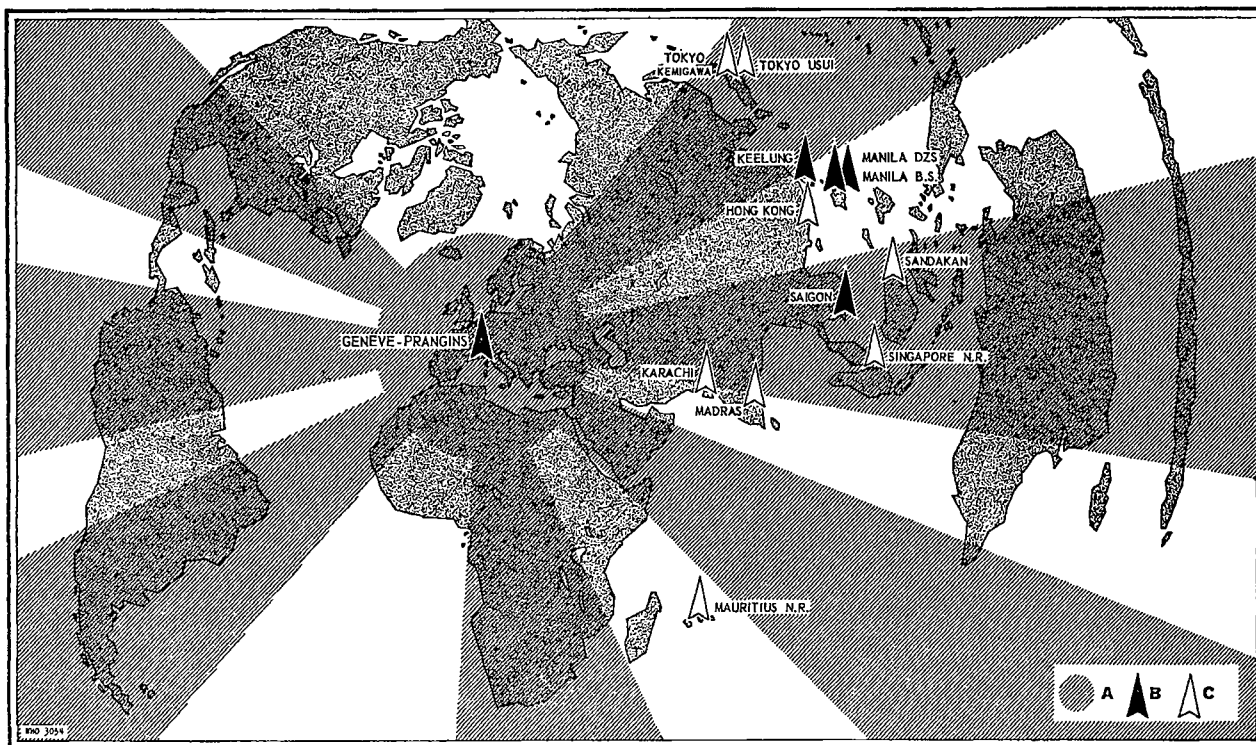 TOKYO
KEMIGAWA
TOKYO USUI
KEELUNG
MANILA DZS
MANILA B.S.
HONG KONG
SANDAKAN
SAIGON
GENÈVE-PRANGINS
SINGAPORE N.R.
KARACHI
MADRAS
MAURITIUS N.R.
A B C
WHO 3054